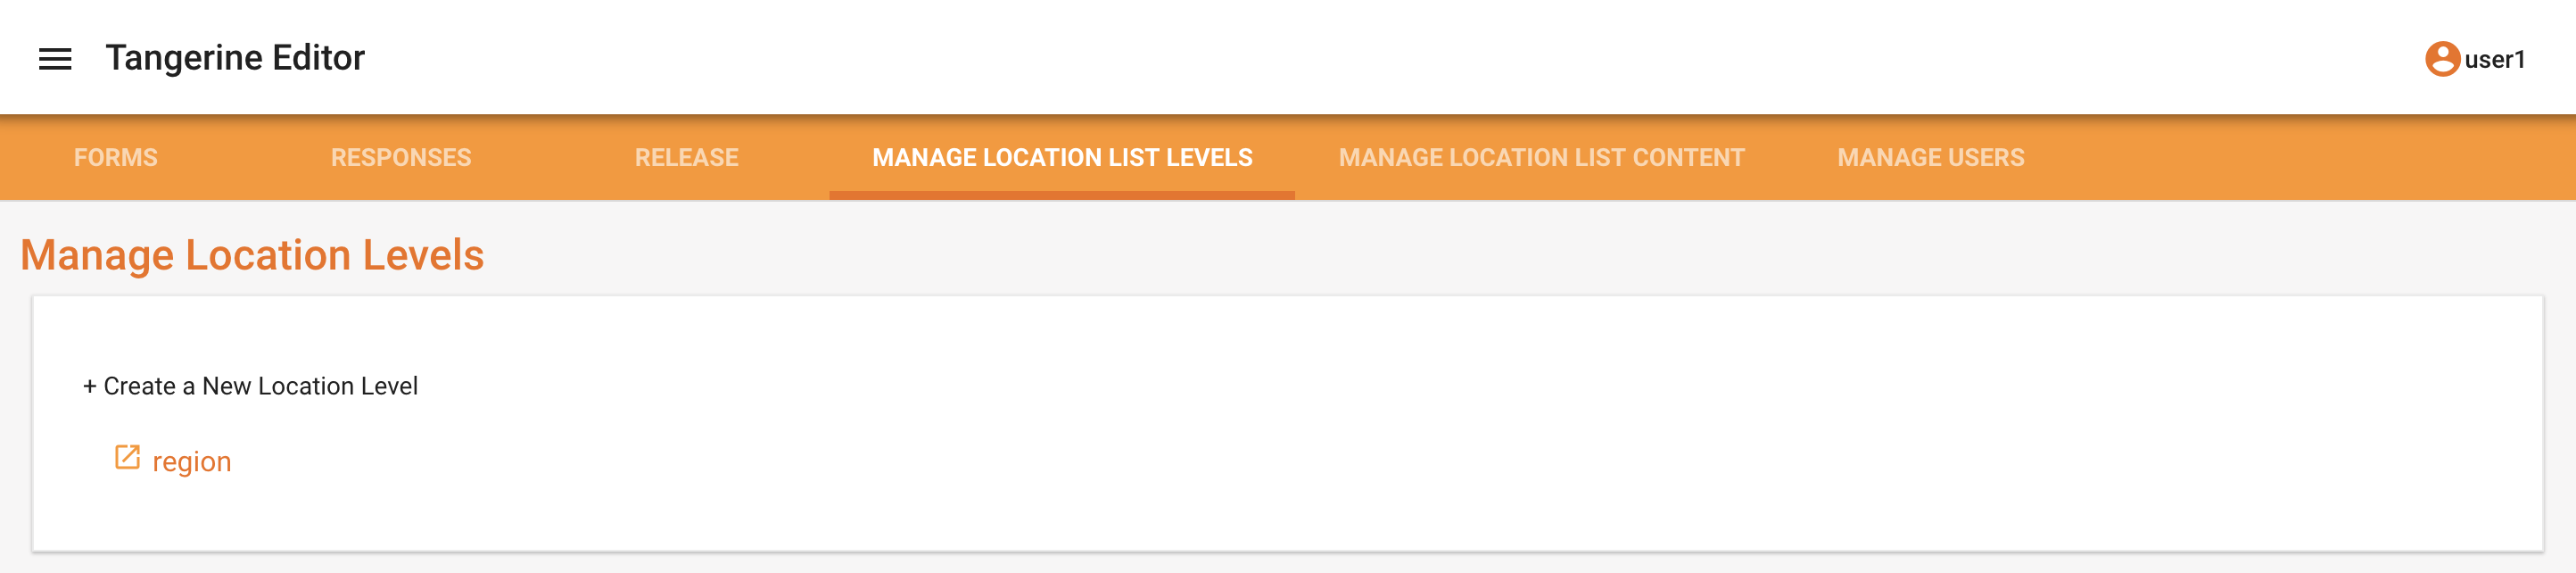 Tangerine Editor
user1
FORMS RESPONSES RELEASE MANAGE LOCATION LIST LEVELS MANAGE LOCATION LIST CONTENT MANAGE USERS
Manage Location Levels
+ Create a New Location Level
region